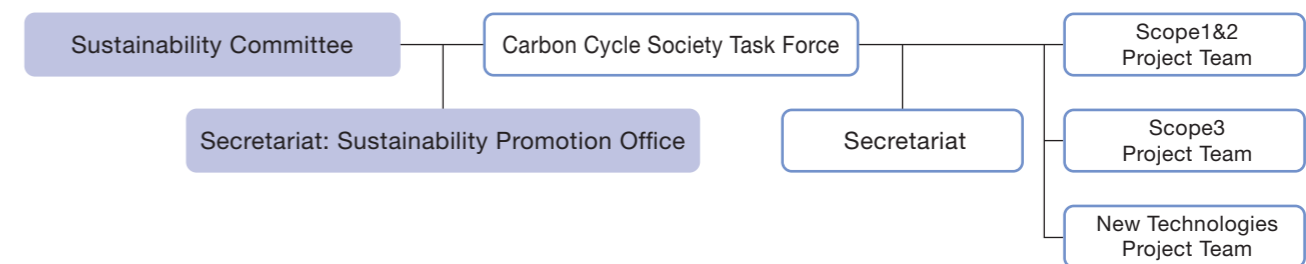 Sustainability Committee
Carbon Cycle Society Task Force
Scope1&2
Project Team
Secretariat: Sustainability Promotion Office
Secretariat
Scope3
Project Team
New Technologies
Project Team